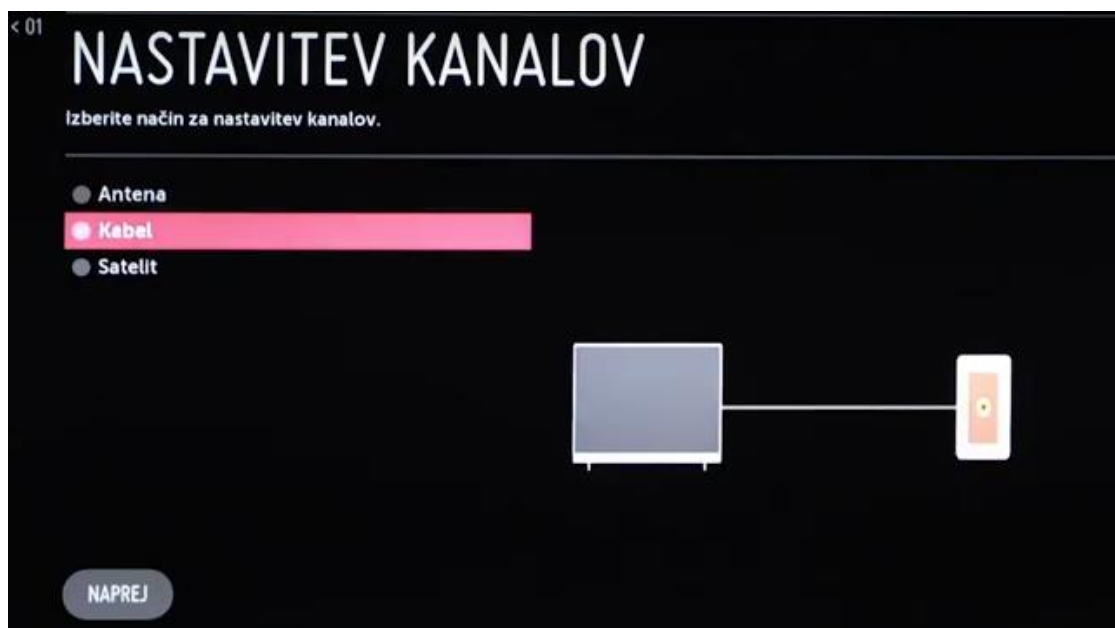 < 01
NASTAVITEV KANALOV
Izberite način za nastavitev kanalov.
Antena
Kabel
Satelit
NAPREJ